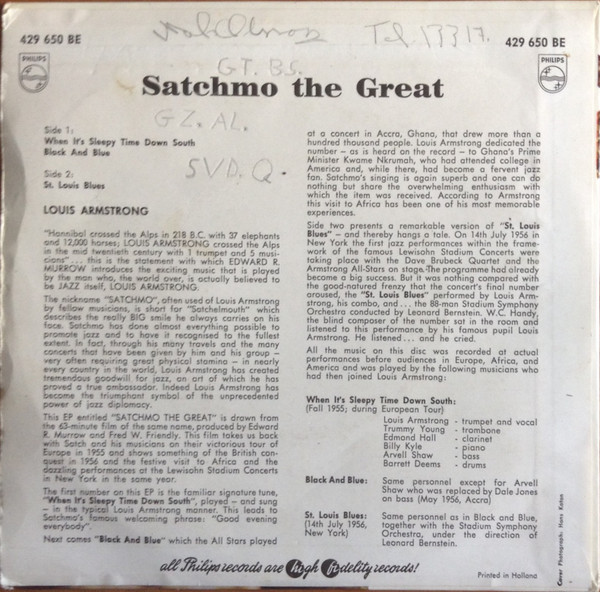 429 650 BE
Tel. 13317.
429 650 BE
PHILIPS
G T. B S.
PHILIPS
Satchmo the Great
G Z. A L.
S V D. Q.
Side 1:
When It's Sleepy Time Down South
Black And Blue
Side 2:
St. Louis Blues
LOUIS ARMSTRONG
"Hannibal crossed the Alps in 218 B.C. with 37 elephants
and 12,000 horses; LOUIS ARMSTRONG crossed the Alps
in the mid twentieth century with 1 trumpet and 5 musi-
cians" ... this is the statement with which EDWARD R.
MURROW introduces the exciting music that is played
by the man who, the world over, is actually believed to
be JAZZ itself, LOUIS ARMSTRONG.
The nickname "SATCHMO", often used of Louis Armstrong
by fellow musicians, is short for "Satchelmouth" which
describes the really BIG smile he always carries on his
face. Satchmo has done almost everything possible to
promote jazz and to have it recognised to the fullest
extent. In fact, through his many travels and the many
concerts that have been given by him and his group –
very often requiring great physical stamina – in nearly
every country in the world, Louis Armstrong has created
tremendous goodwill for jazz, an art of which he has
proved a true ambassador. Indeed Louis Armstrong has
become the triumphant symbol of the unprecedented
power of jazz diplomacy.
This EP entitled "SATCHMO THE GREAT" is drawn from
the 63-minute film of the same name, produced by Edward
R. Murrow and Fred W. Friendly. This film takes us back
with Satch and his musicians on their victorious tour of
Europe in 1955 and shows something of the British con-
quest in 1956 and the festive visit to Africa and the
dazzling performances at the Lewisohn Stadium Concerts
in New York in the same year.
The first number on this EP is the familiar signature tune,
"When It's Sleepy Time Down South", played – and sung
– in the typical Louis Armstrong manner. This leads to
Satchmo's famous welcoming phrase: "Good evening
everybody".
Next comes "Black And Blue" which the All Stars played
at a concert in Accra, Ghana, that drew more than a
hundred thousand people. Louis Armstrong dedicated the
number – as is heard on the record – to Ghana's Prime
Minister Kwame Nkrumah, who had attended college in
America and, while there, had become a fervent jazz
fan. Satchmo's singing is again superb and one can do
nothing but share the overwhelming enthusiasm with
which the item was received. According to Armstrong
this visit to Africa has been one of his most memorable
experiences.
Side two presents a remarkable version of "St. Louis
Blues" – and thereby hangs a tale. On 14th July 1956 in
New York the first jazz performances within the frame-
work of the famous Lewisohn Stadium Concerts were
taking place with the Dave Brubeck Quartet and the
Armstrong All-Stars on stage. The programme had already
become a big success. But it was nothing compared with
the good-natured frenzy that the concert's final number
aroused, the "St. Louis Blues" performed by Louis Arm-
strong, his combo, and ... the 88-man Stadium Symphony
Orchestra conducted by Leonard Bernstein. W.C. Handy,
the blind composer of the number sat in the room and
listened to this performance by his famous pupil Louis
Armstrong. He listened ... and he cried.
All the music on this disc was recorded at actual
performances before audiences in Europe, Africa, and
America and was played by the following musicians who
had then joined Louis Armstrong:
When It's Sleepy Time Down South:
(Fall 1955; during European Tour)
Louis Armstrong - trumpet and vocal
Trummy Young - trombone
Edmond Hall - clarinet
Billy Kyle - piano
Arvell Shaw - bass
Barrett Deems - drums
Black And Blue: Same personnel except for Arvell
Shaw who was replaced by Dale Jones
on bass (May 1956, Accra)
St. Louis Blues: Same personnel as in Black and Blue,
(14th July 1956, together with the Stadium Symphony
New York) Orchestra, under the direction of
Leonard Bernstein.
all Philips records are high fidelity records!
Printed in Holland
Cover Photograph: Hans Kahan